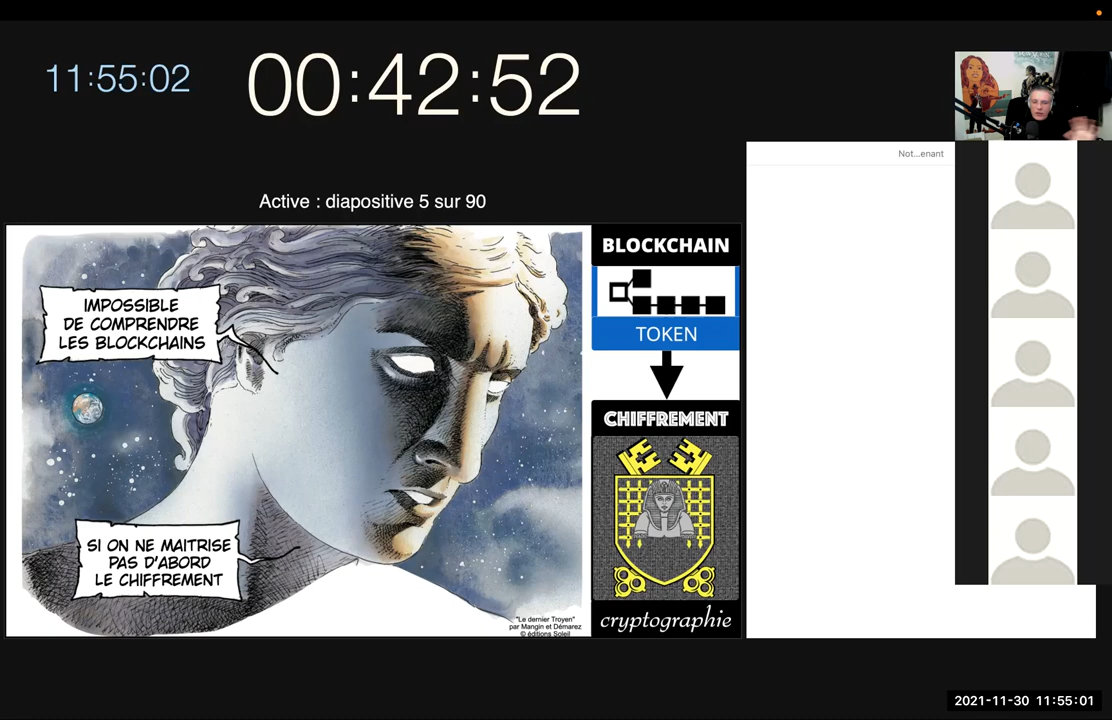 11:55:02
00:42:52
Not...enant
Active : diapositive 5 sur 90
BLOCKCHAIN
TOKEN
IMPOSSIBLE
DE COMPRENDRE
LES BLOCKCHAINS
CHIFFREMENT
SI ON NE MAITRISE
PAS D'ABORD
LE CHIFFREMENT
"Le dernier Troyen"
par Mangin et Démarez
© éditions Soleil
cryptographie
2021-11-30 11:55:01